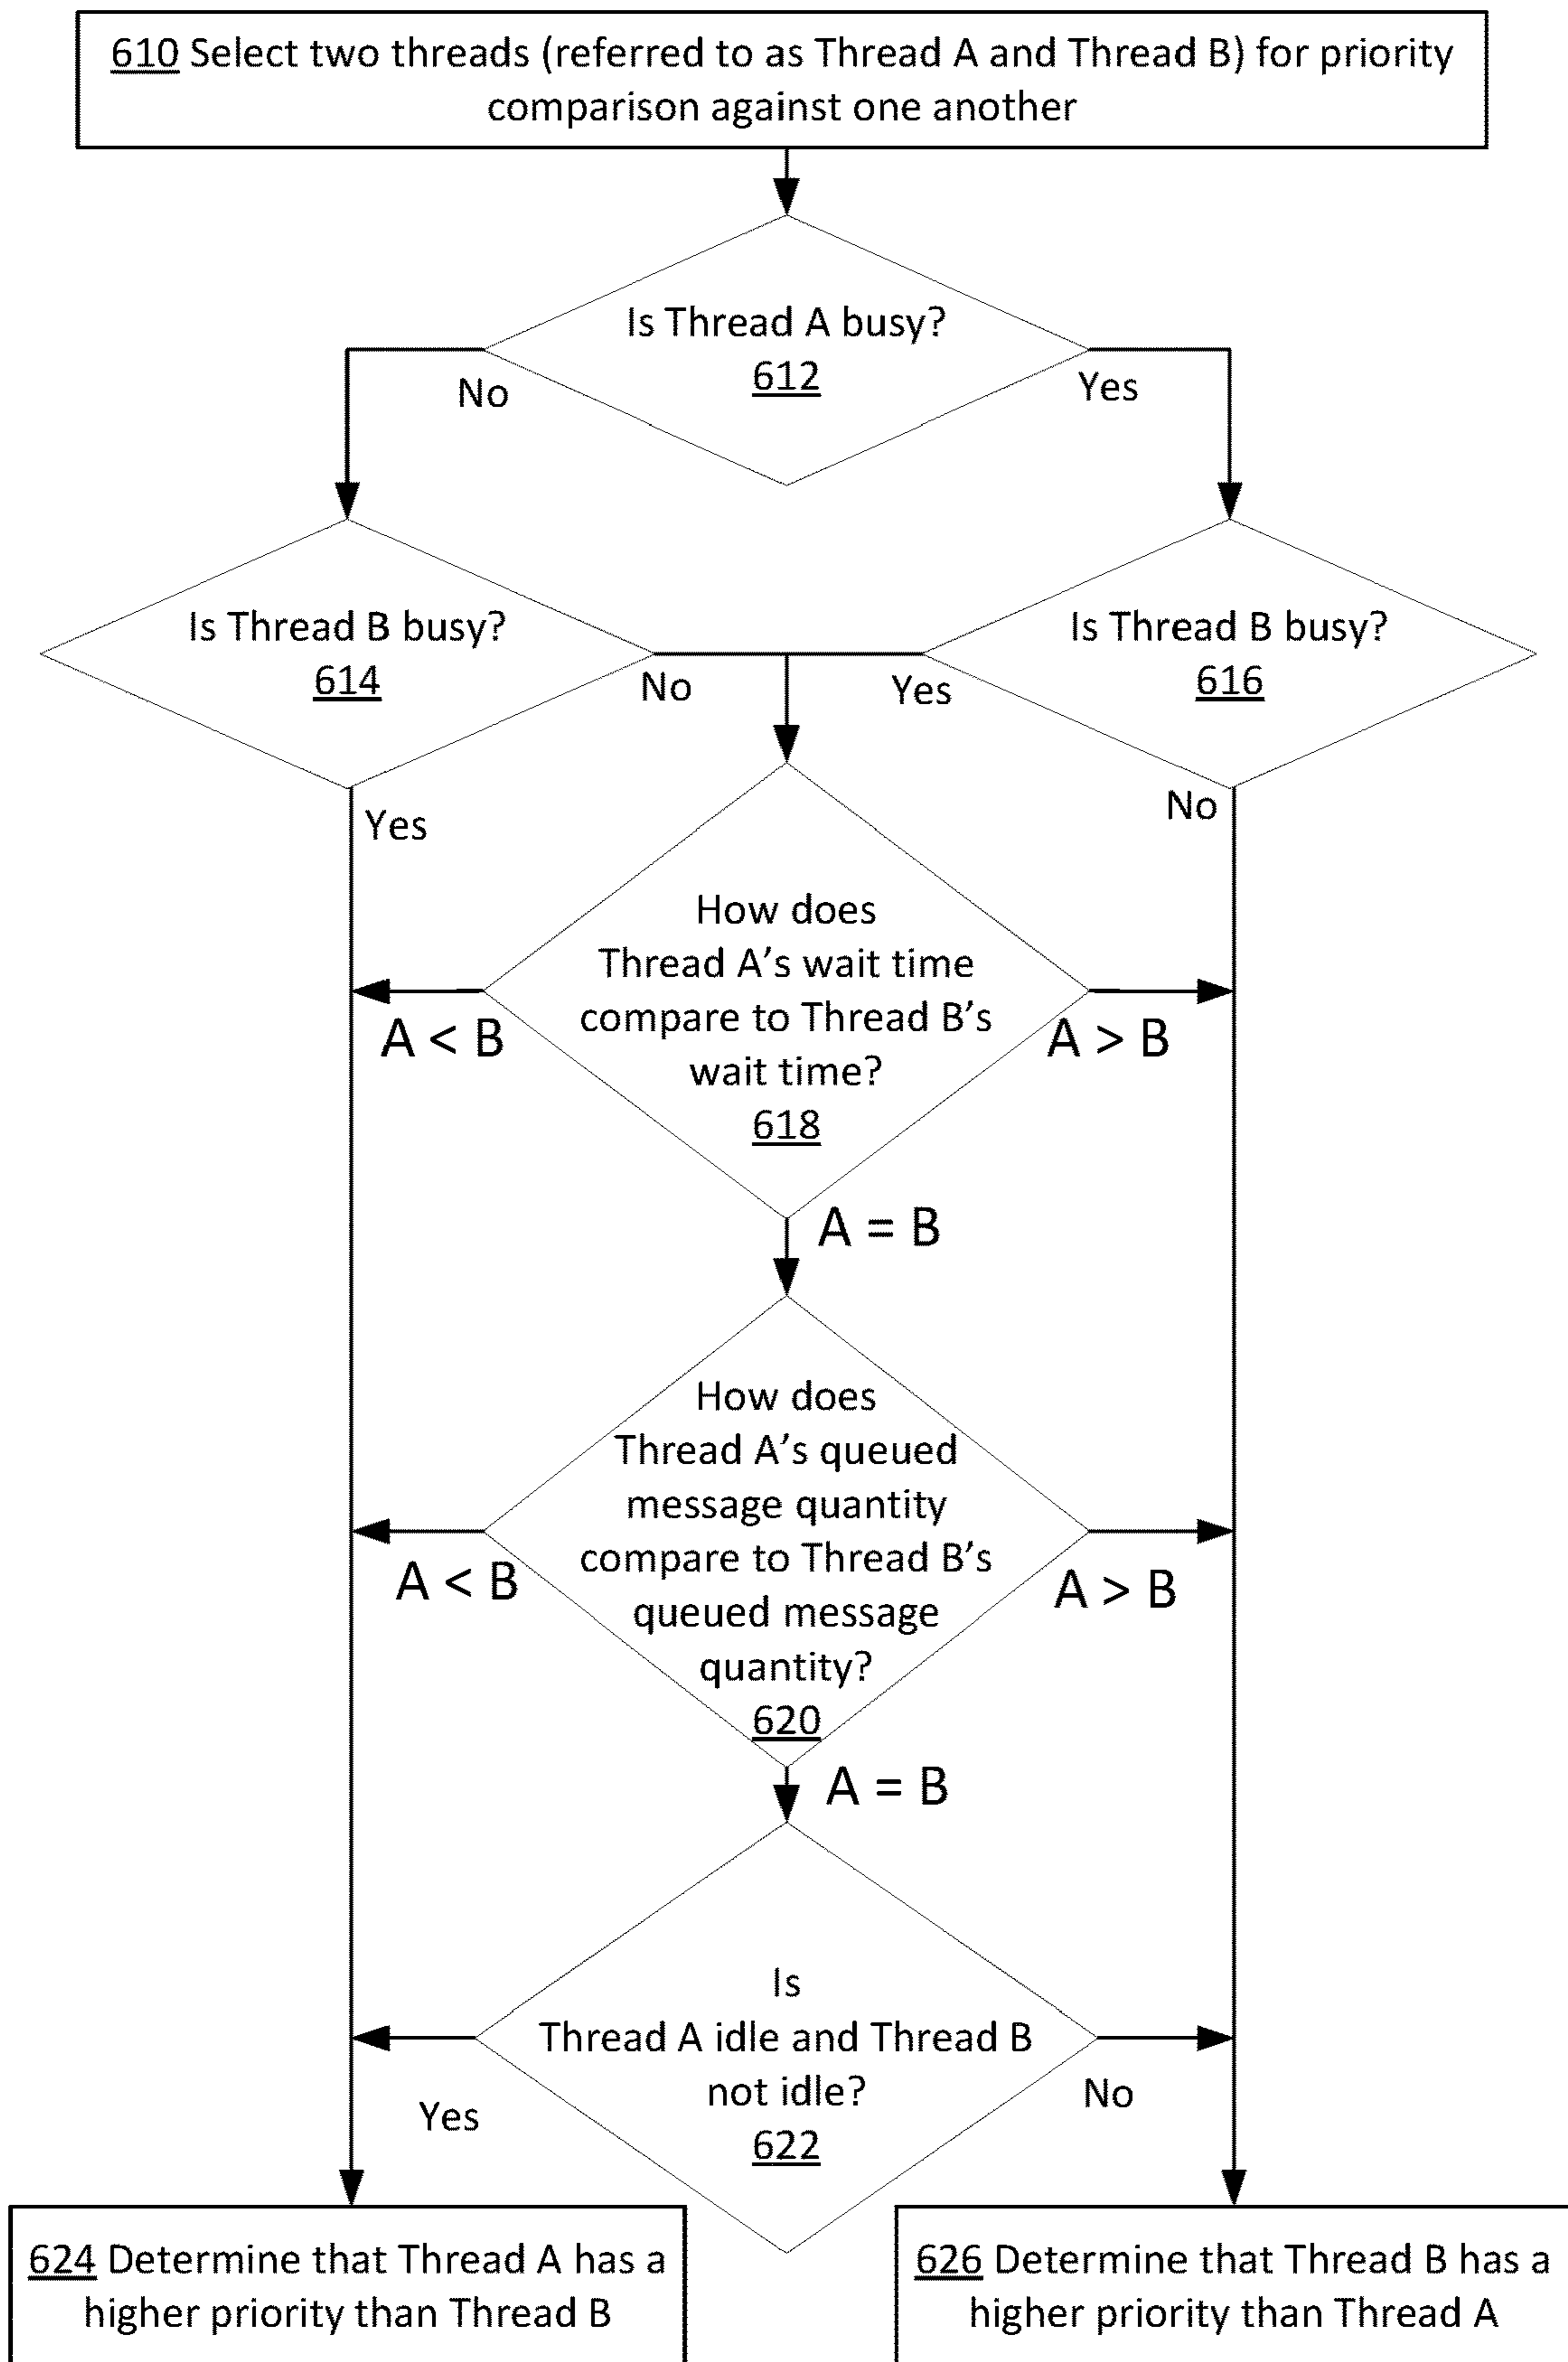 610 Select two threads (referred to as Thread A and Thread B) for priority
comparison against one another
Is Thread A busy?
612
No
Yes
Is Thread B busy?
614
No
Yes
Is Thread B busy?
616
Yes
No
How does
Thread A’s wait time
compare to Thread B’s
wait time?
618
A < B
A > B
A = B
How does
Thread A’s queued
message quantity
compare to Thread B’s
queued message
quantity?
620
A < B
A > B
A = B
Is
Thread A idle and Thread B
not idle?
622
Yes
No
624 Determine that Thread A has a
higher priority than Thread B
626 Determine that Thread B has a
higher priority than Thread A